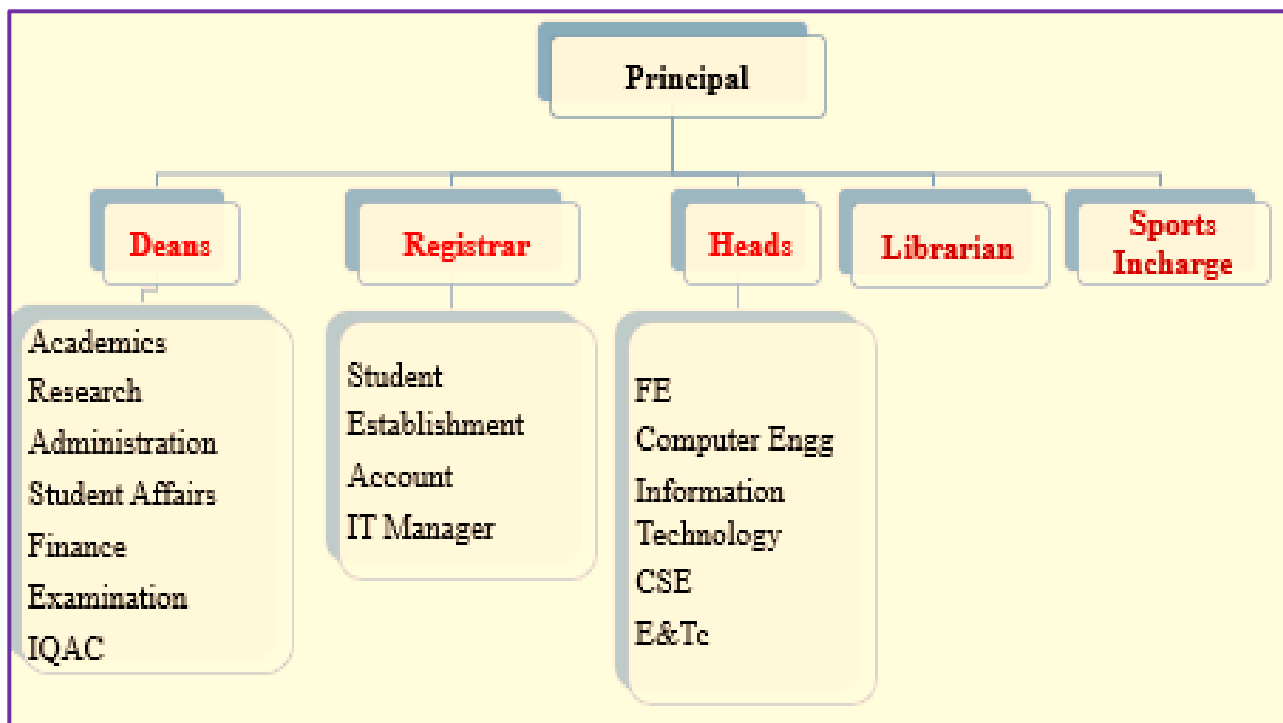 Principal
Deans
Registrar
Heads
Librarian
Sports
Incharge
Academics
Research
Administration
Student Affairs
Finance
Examination
IQAC
Student
Establishment
Account
IT Manager
FE
Computer Engg
Information
Technology
CSE
E&Tc